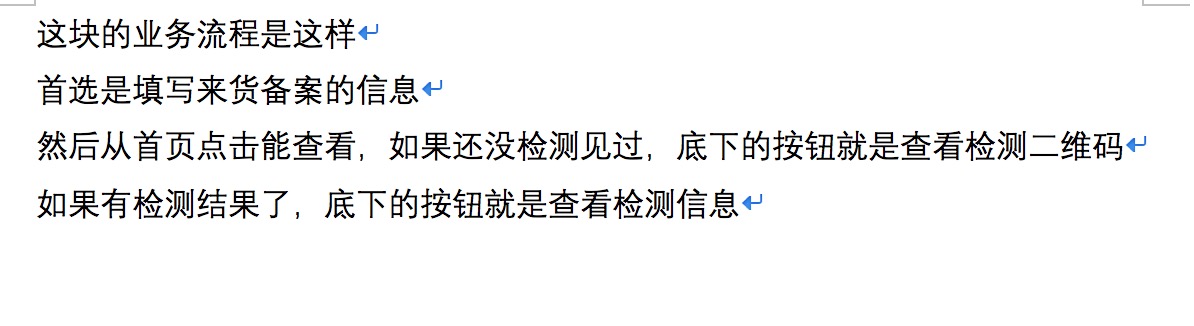 这块的业务流程是这样
首选是填写来货备案的信息
然后从首页点击能查看，如果还没检测见过，底下的按钮就是查看检测二维码
如果有检测结果了，底下的按钮就是查看检测信息